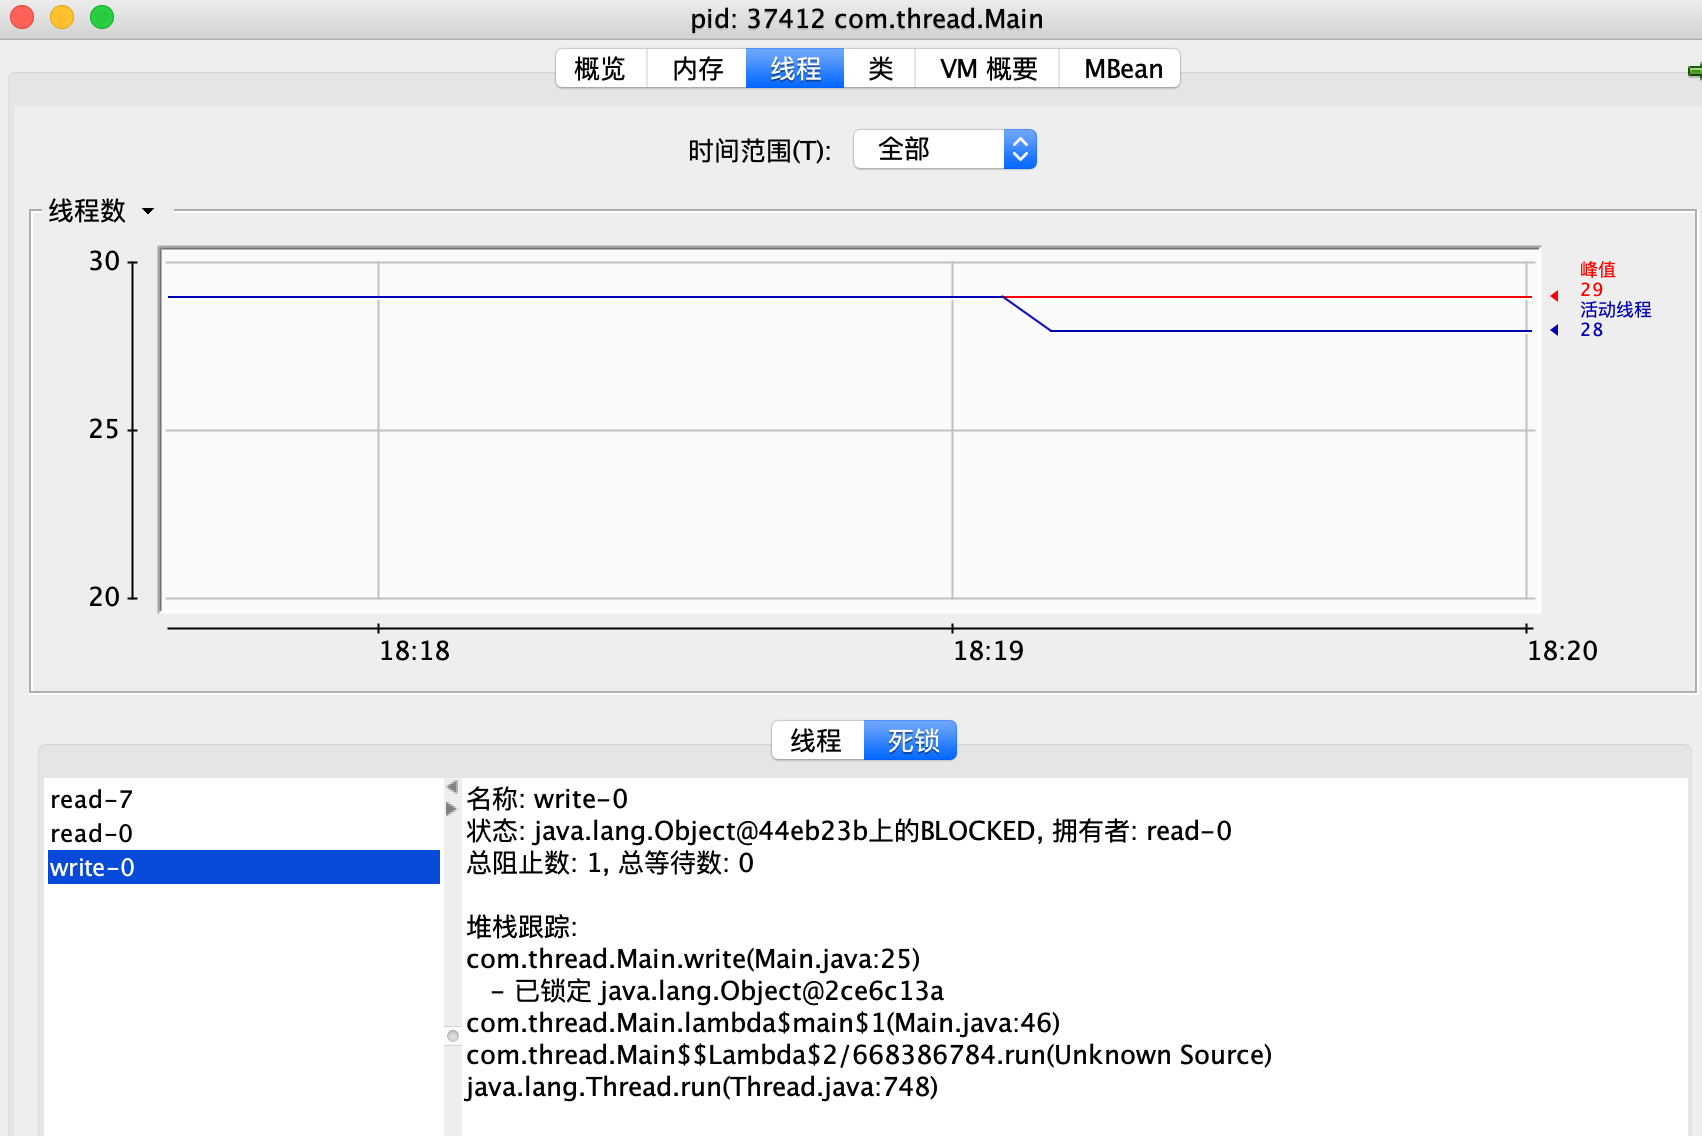 pid: 37412 com.thread.Main
概览 内存 线程 类 VM 概要 MBean
时间范围(T): 全部
线程数
30
25
20
峰值
29
活动线程
28
18:18 18:19 18:20
线程 死锁
read-7
read-0
write-0
名称: write-0
状态: java.lang.Object@44eb23b上的BLOCKED, 拥有者: read-0
总阻止数: 1, 总等待数: 0
堆栈跟踪:
com.thread.Main.write(Main.java:25)
- 已锁定 java.lang.Object@2ce6c13a
com.thread.Main.lambda$main$1(Main.java:46)
com.thread.Main$$Lambda$2/668386784.run(Unknown Source)
java.lang.Thread.run(Thread.java:748)